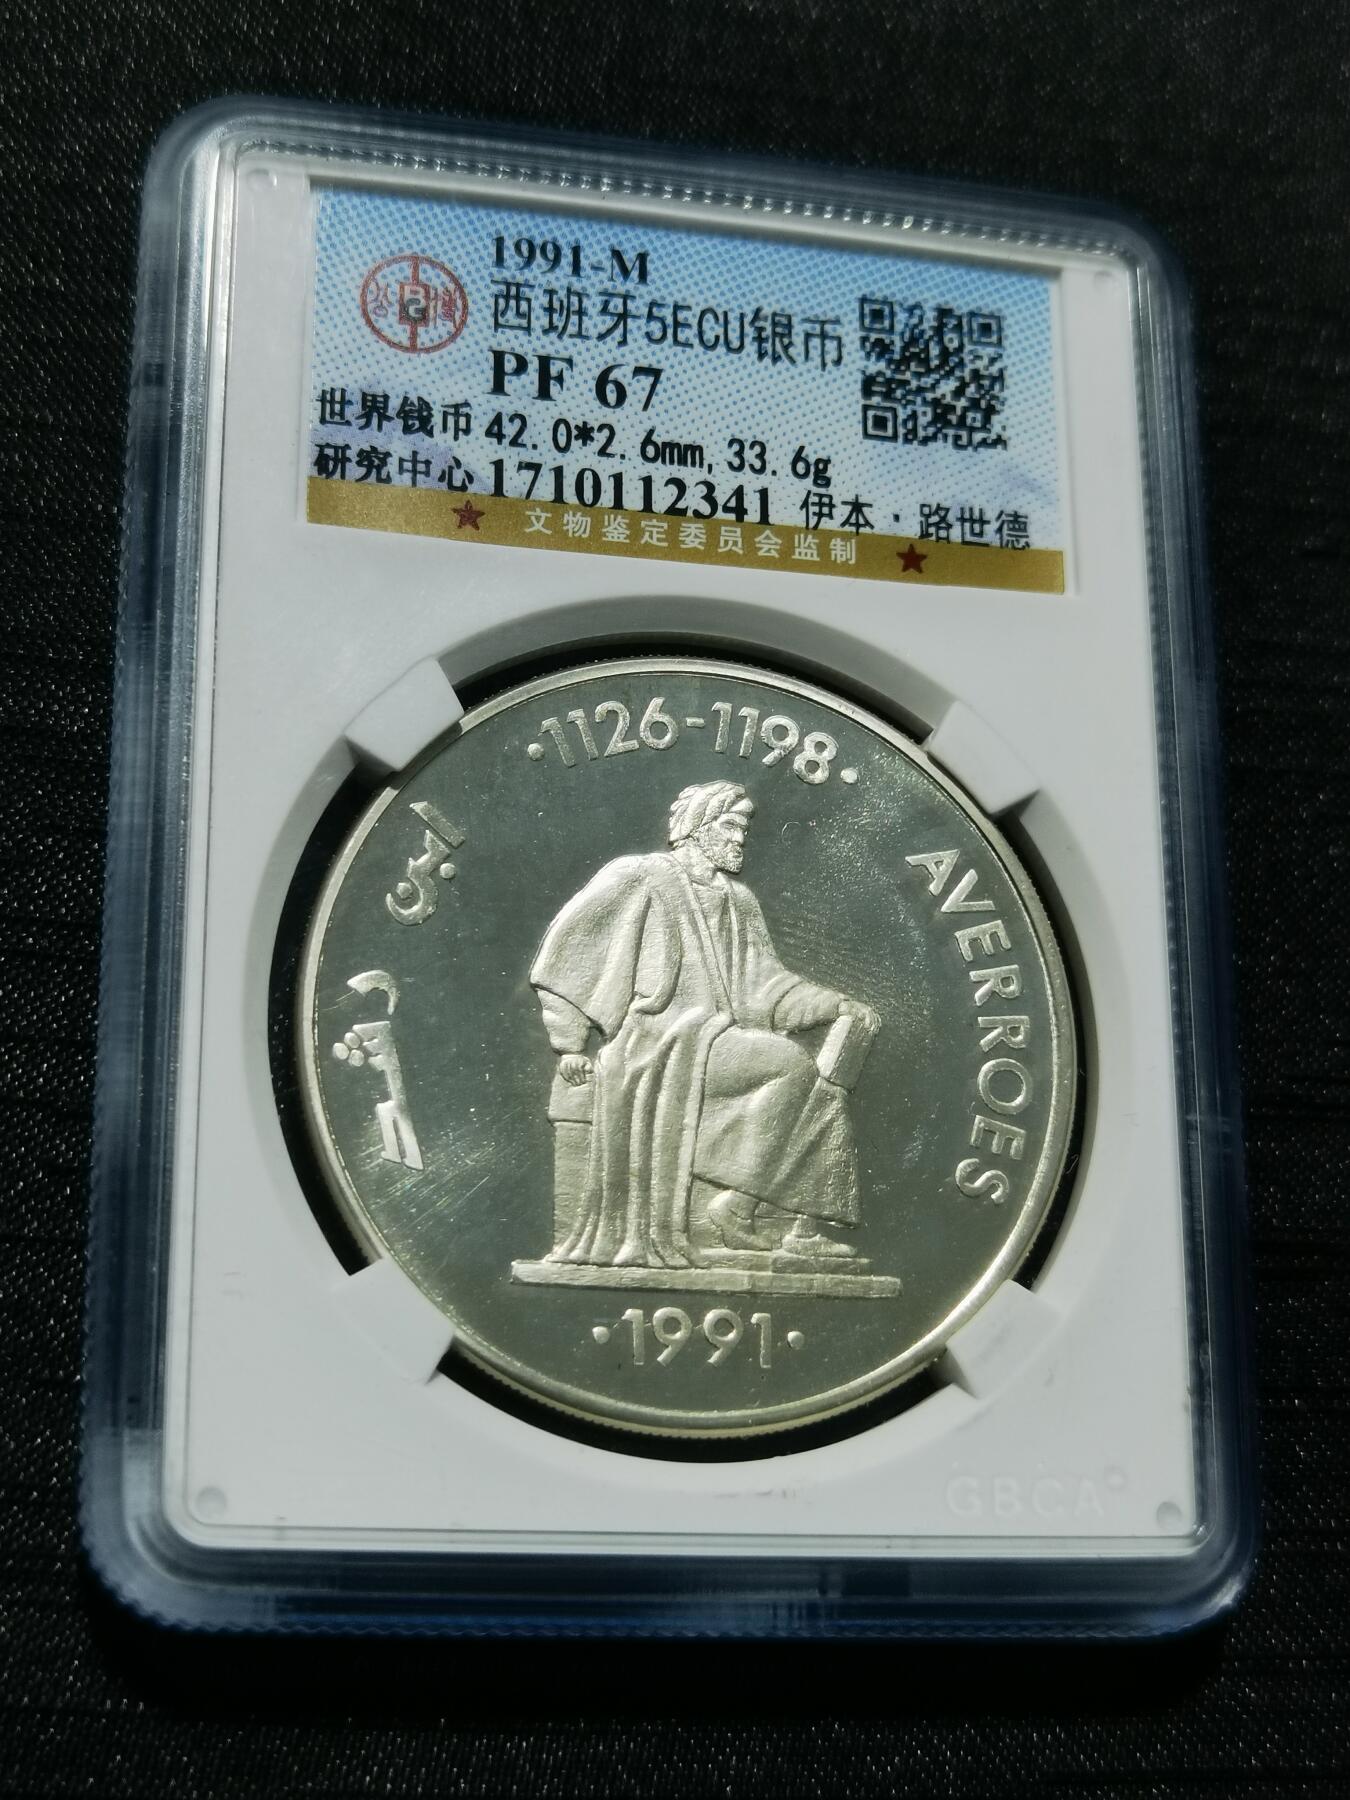 1991-M
西班牙5ECU银币
PF 67
世界钱币 42.0*2.6mm,33.6g
研究中心 1710112341 伊本·路世德
文物鉴定委员会监制
·1126-1198·
ابن رشد
AVERROES
·1991·
GBCA